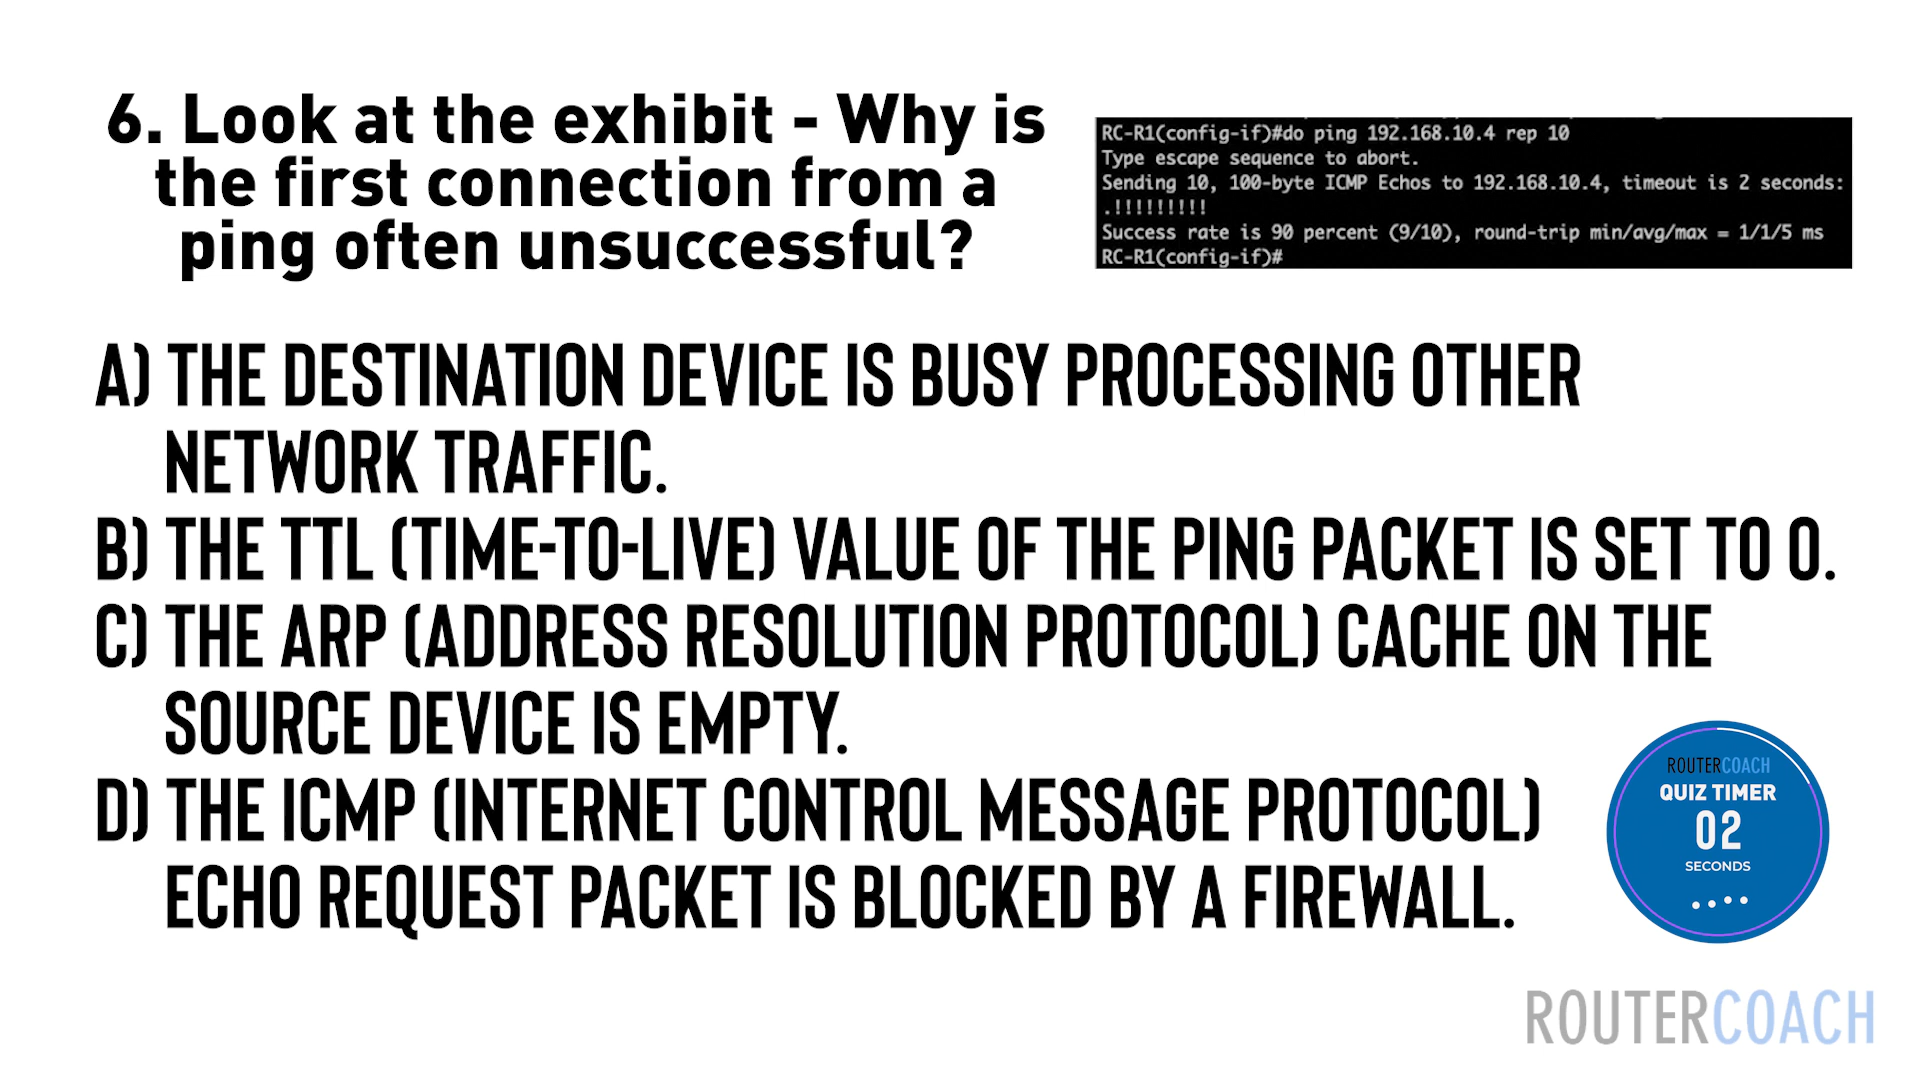 6. Look at the exhibit - Why is
the first connection from a
ping often unsuccessful?
RC-R1(config-if)#do ping 192.168.10.4 rep 10
Type escape sequence to abort.
Sending 10, 100-byte ICMP Echos to 192.168.10.4, timeout is 2 seconds:
.!!!!!!!!!
Success rate is 90 percent (9/10), round-trip min/avg/max = 1/1/5 ms
RC-R1(config-if)#
A) THE DESTINATION DEVICE IS BUSY PROCESSING OTHER
NETWORK TRAFFIC.
B) THE TTL (TIME-TO-LIVE) VALUE OF THE PING PACKET IS SET TO 0.
C) THE ARP (ADDRESS RESOLUTION PROTOCOL) CACHE ON THE
SOURCE DEVICE IS EMPTY.
D) THE ICMP (INTERNET CONTROL MESSAGE PROTOCOL)
ECHO REQUEST PACKET IS BLOCKED BY A FIREWALL.
ROUTERCOACH
QUIZ TIMER
02
SECONDS
ROUTERCOACH